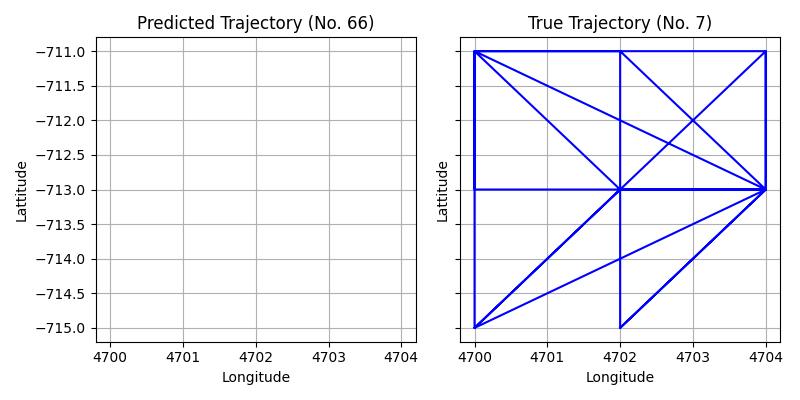 Predicted Trajectory (No. 66)
Lattitude
−711.0
−711.5
−712.0
−712.5
−713.0
−713.5
−714.0
−714.5
−715.0
4700 4701 4702 4703 4704
Longitude
True Trajectory (No. 7)
Lattitude
4700 4701 4702 4703 4704
Longitude